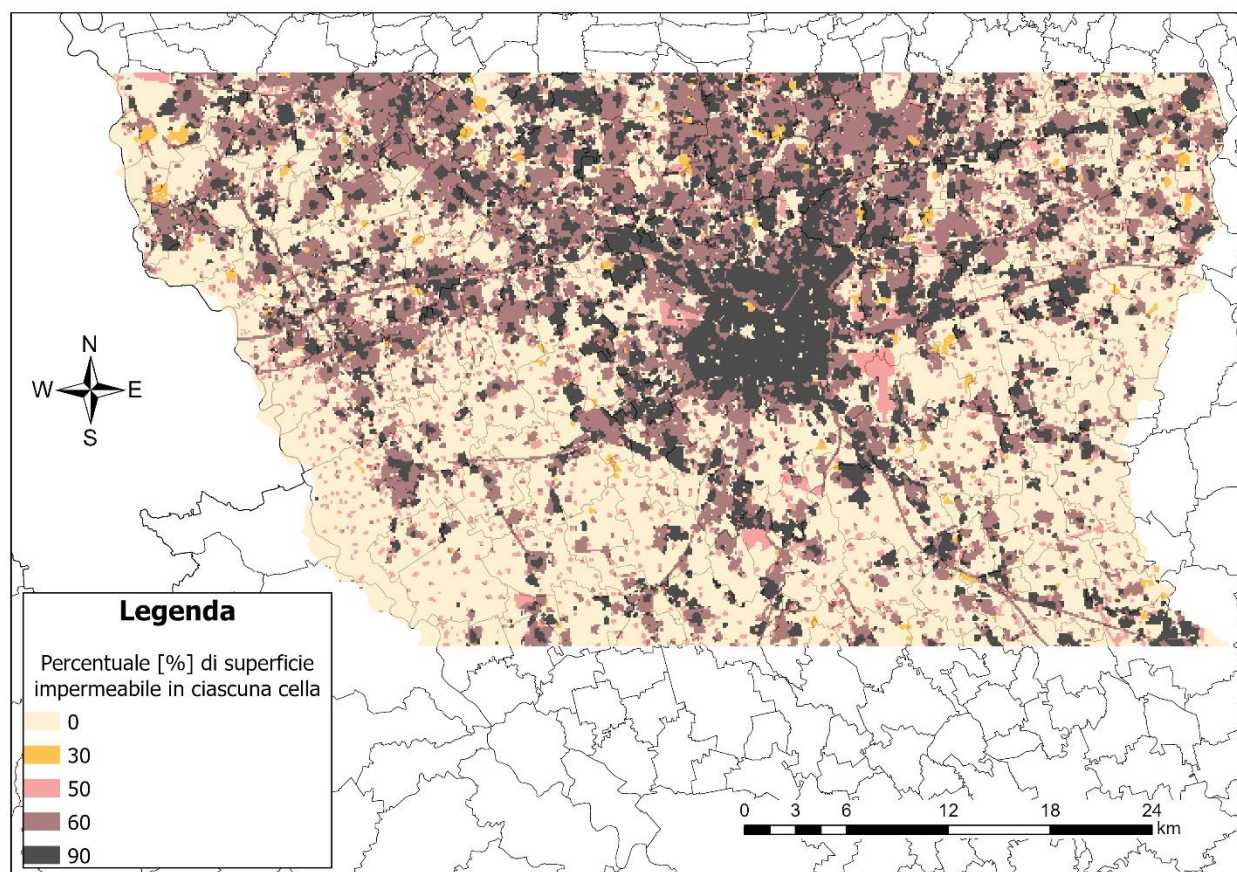 N
W E
S
Legenda
Percentuale [%] di superficie
impermeabile in ciascuna cella
0
30
50
60
90
0 3 6 12 18 24
km